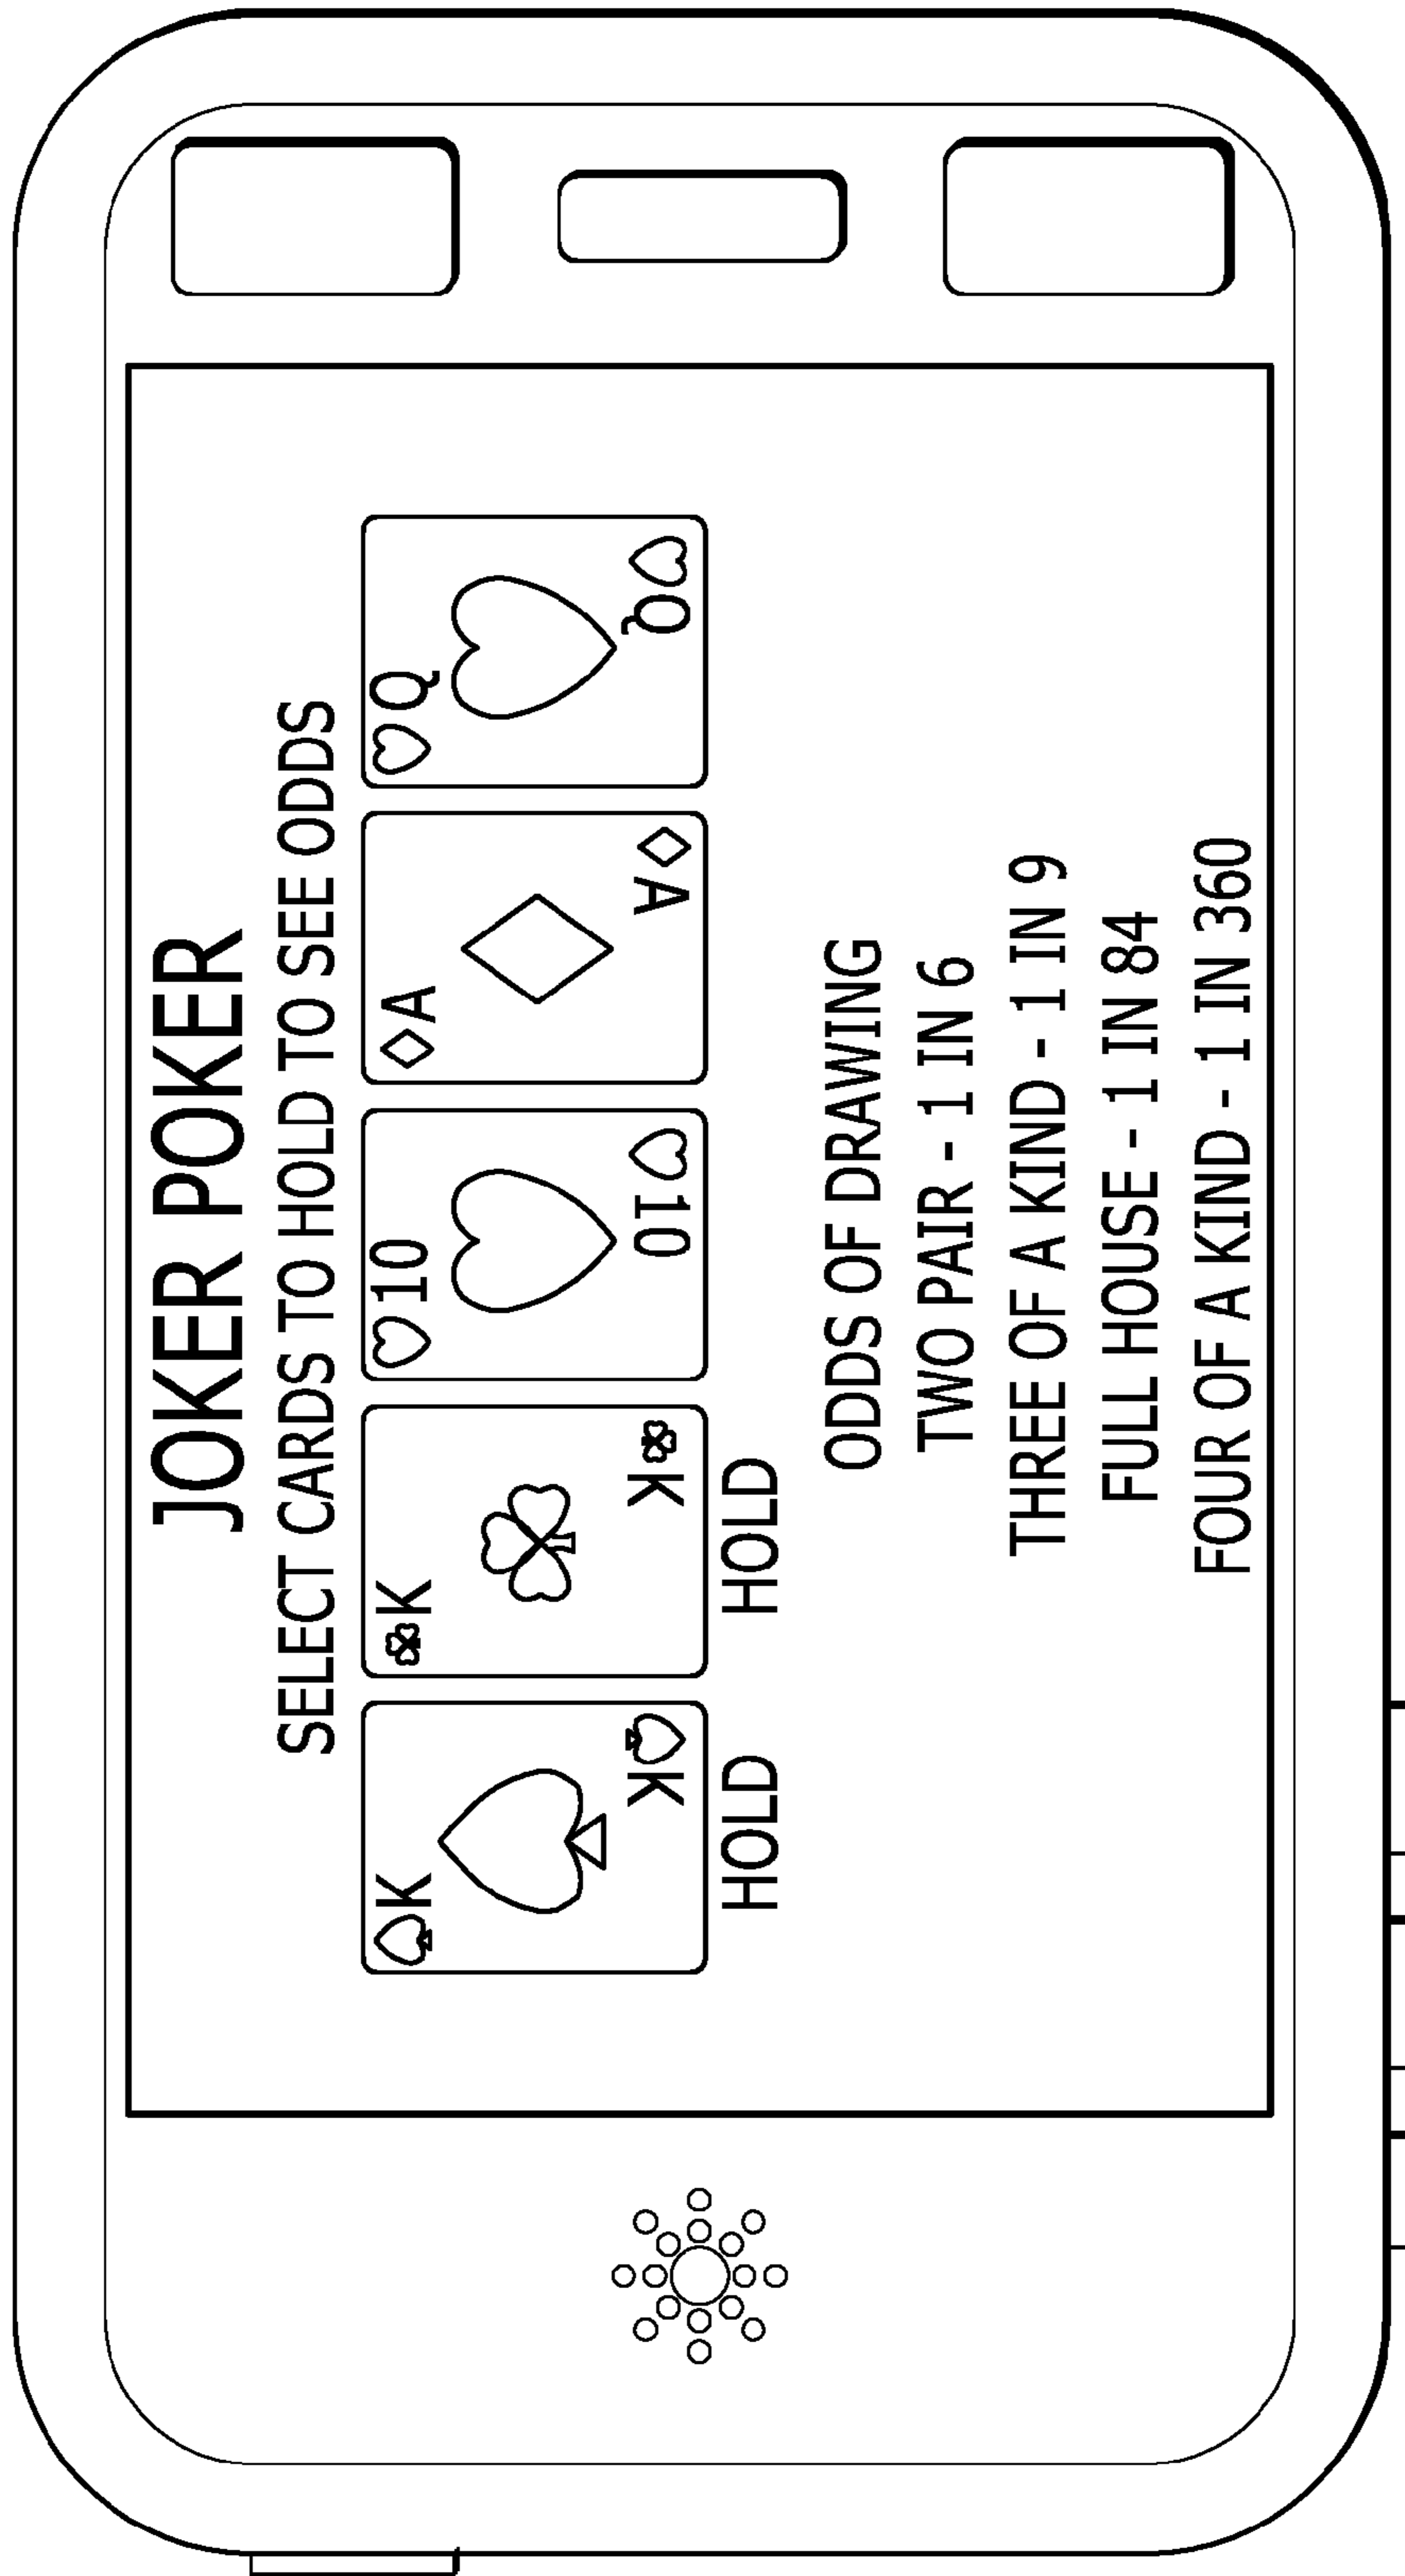 JOKER POKER
SELECT CARDS TO HOLD TO SEE ODDS
K K 10 A Q
K K 10 A Q
HOLD HOLD
ODDS OF DRAWING
TWO PAIR - 1 IN 6
THREE OF A KIND - 1 IN 9
FULL HOUSE - 1 IN 84
FOUR OF A KIND - 1 IN 360